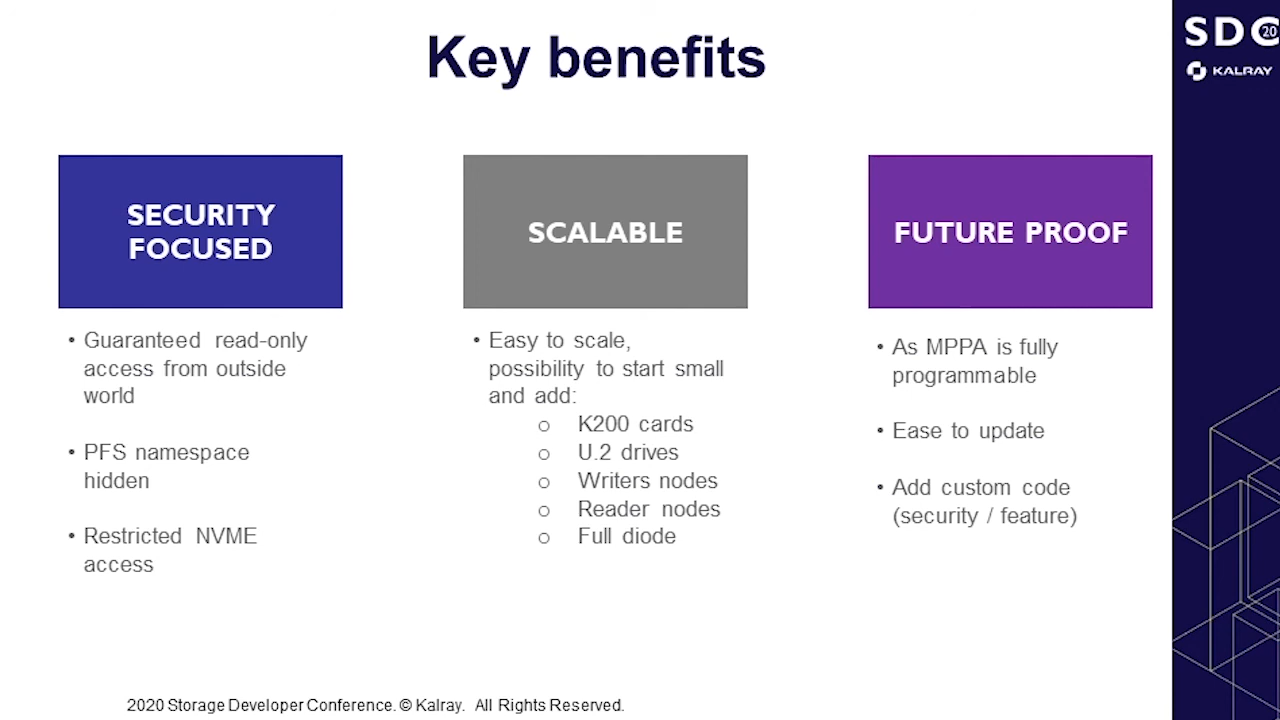 Key benefits
SDC 20
KALRAY
SECURITY
FOCUSED
• Guaranteed read-only
access from outside
world
• PFS namespace
hidden
• Restricted NVME
access
SCALABLE
• Easy to scale,
possibility to start small
and add:
o K200 cards
o U.2 drives
o Writers nodes
o Reader nodes
o Full diode
FUTURE PROOF
• As MPPA is fully
programmable
• Ease to update
• Add custom code
(security / feature)
2020 Storage Developer Conference. © Kalray. All Rights Reserved.